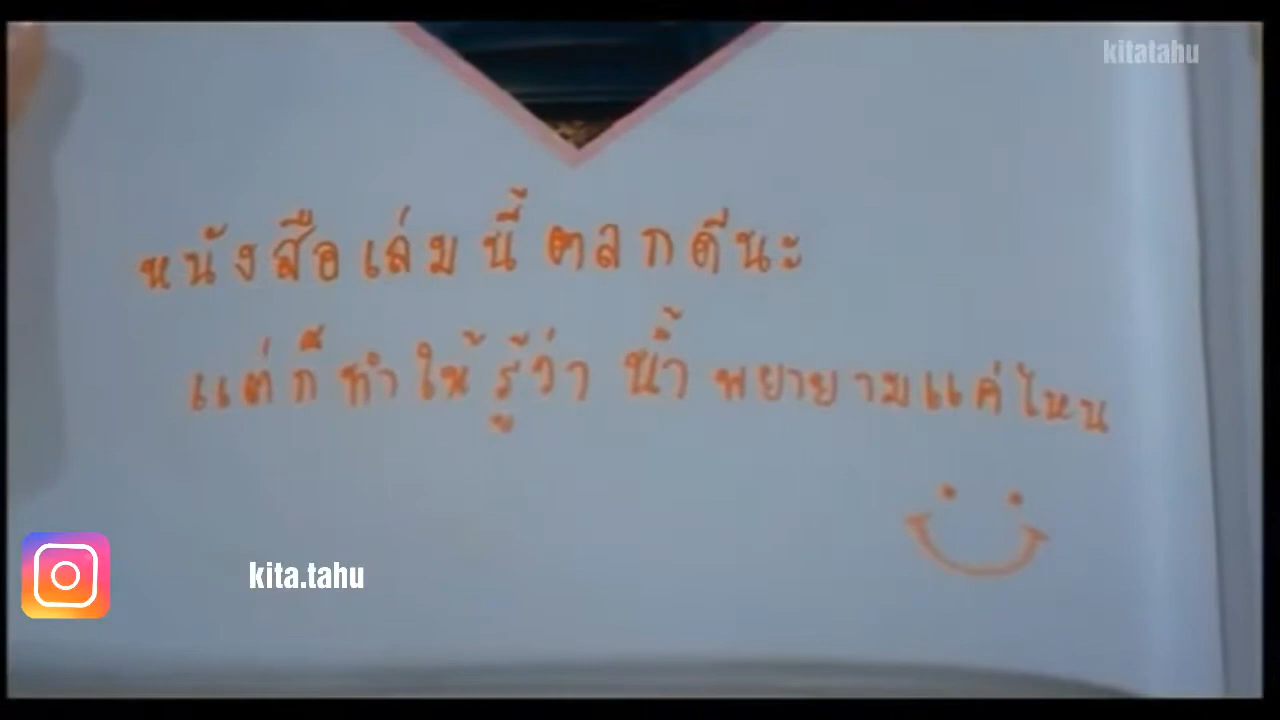 kitatahu
หนังสือเล่มนี้ตลกดีนะ
แต่ก็ทำให้รู้ว่า น้ำ พยายามแค่ไหน
kita.tahu